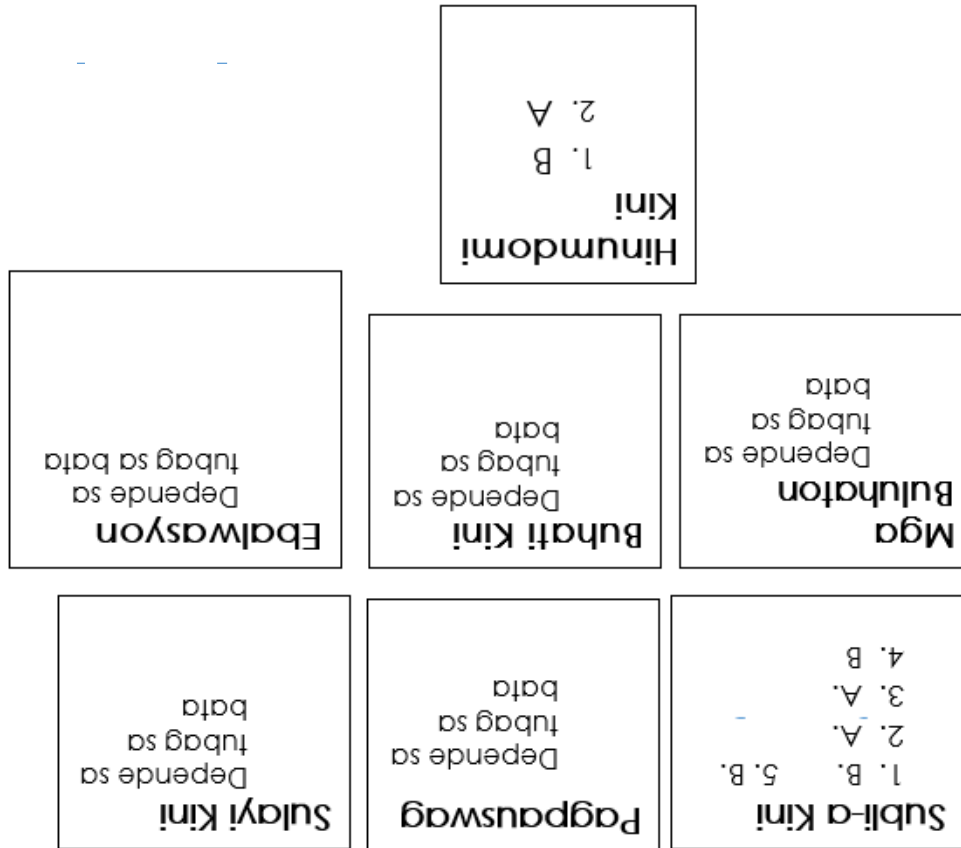 Subli-a Kini
1. B. 5. B.
2. A.
3. A.
4. B
Pagpauswag
Depende sa
tubag sa
bata
Sulayi Kini
Depende sa
tubag sa
bata
Mga
Buluhaton
Depende sa
tubag sa
bata
Buhati Kini
Depende sa
tubag sa
bata
Ebalwasyon
Depende sa
tubag sa bata
Hinumdomi
Kini
1. B
2. A